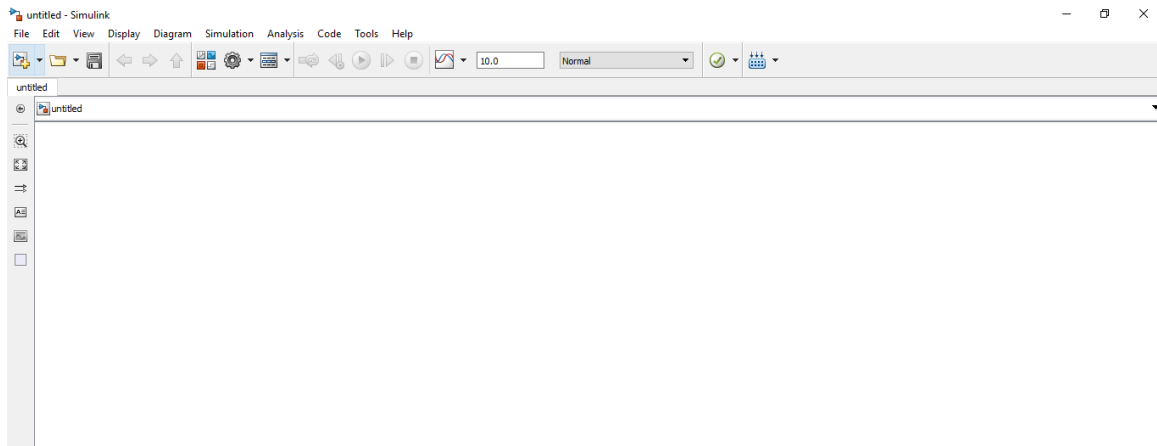 untitled - Simulink
File Edit View Display Diagram Simulation Analysis Code Tools Help
10.0 Normal
untitled
untitled